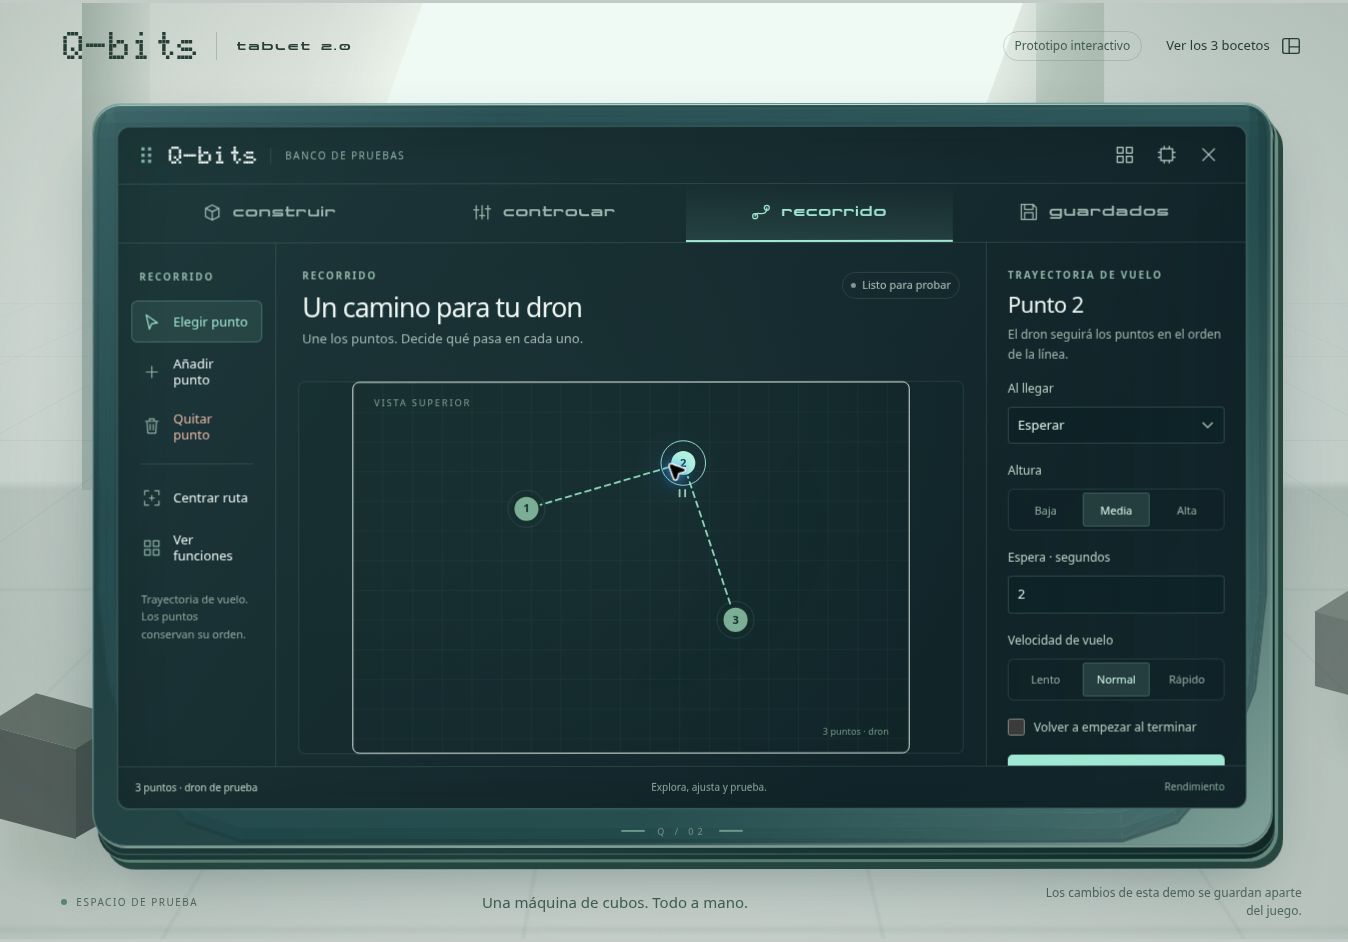 Q-bits
tablet 2.0
Prototipo interactivo
Ver los 3 bocetos
Q-bits
BANCO DE PRUEBAS
construir
controlar
recorrido
guardados
RECORRIDO
Elegir punto
Añadir
punto
Quitar
punto
Centrar ruta
Ver
funciones
Trayectoria de vuelo.
Los puntos
conservan su orden.
RECORRIDO
Un camino para tu dron
Une los puntos. Decide qué pasa en cada uno.
Listo para probar
VISTA SUPERIOR
1
2
3
3 puntos · dron
TRAYECTORIA DE VUELO
Punto 2
El dron seguirá los puntos en el orden
de la línea.
Al llegar
Esperar
Altura
Baja
Media
Alta
Espera · segundos
2
Velocidad de vuelo
Lento
Normal
Rápido
Volver a empezar al terminar
3 puntos · dron de prueba
Explora, ajusta y prueba.
Rendimiento
Q / 02
ESPACIO DE PRUEBA
Una máquina de cubos. Todo a mano.
Los cambios de esta demo se guardan aparte
del juego.